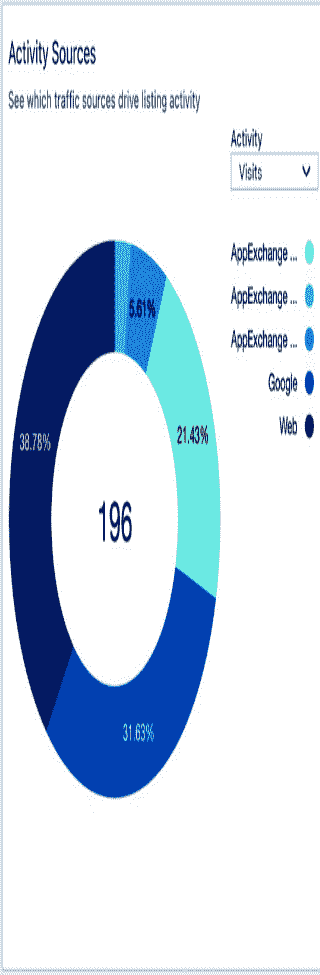 Activity Sources
See which traffic sources drive listing activity
Activity
Visits
AppExchange ...
AppExchange ...
AppExchange ...
Google
Web
5.61%
21.43%
38.78%
196
31.63%